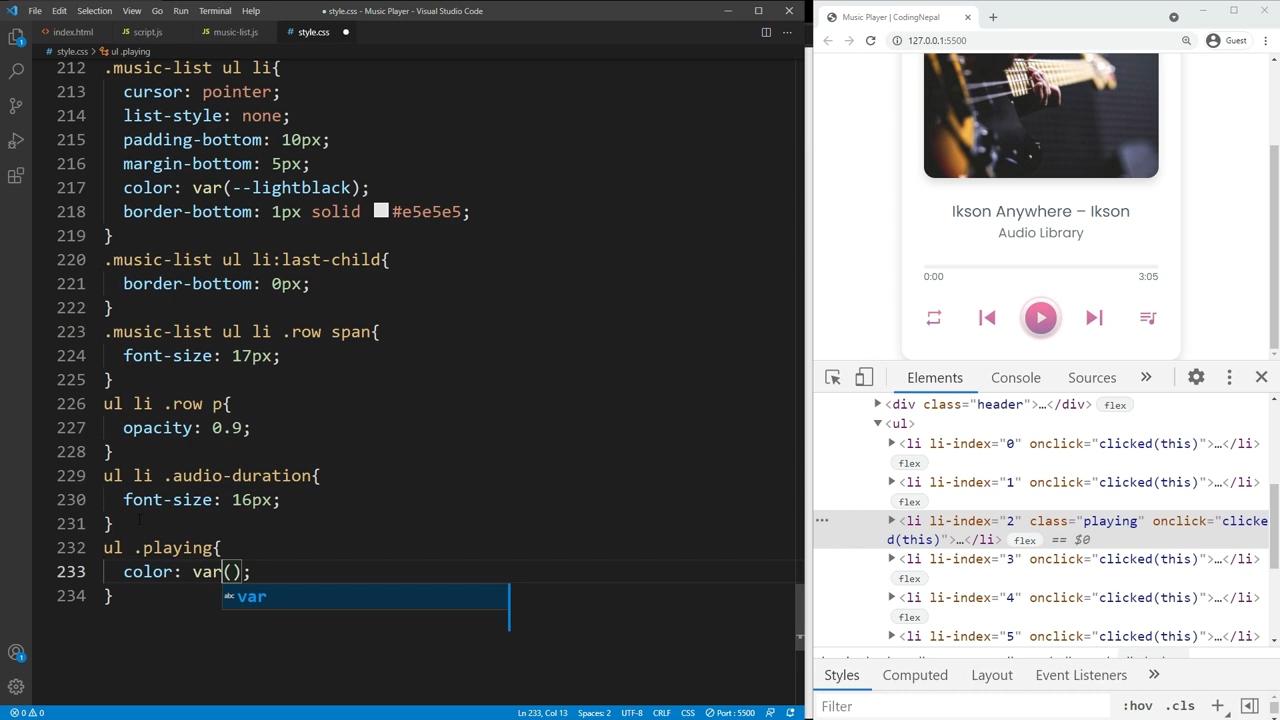 File Edit Selection View Go Run Terminal Help
● style.css - Music Player - Visual Studio Code
index.html script.js music-list.js style.css
style.css > ul .playing
212 .music-list ul li{
213 cursor: pointer;
214 list-style: none;
215 padding-bottom: 10px;
216 margin-bottom: 5px;
217 color: var(--lightblack);
218 border-bottom: 1px solid #e5e5e5;
219 }
220 .music-list ul li:last-child{
221 border-bottom: 0px;
222 }
223 .music-list ul li .row span{
224 font-size: 17px;
225 }
226 ul li .row p{
227 opacity: 0.9;
228 }
229 ul li .audio-duration{
230 font-size: 16px;
231 }
232 ul .playing{
233 color: var();
abc var
234 }
1
1
0 0
Ln 233, Col 13 Spaces: 2 UTF-8 CRLF CSS Port : 5500
Music Player | CodingNepal
127.0.0.1:5500
Guest
Ikson Anywhere – Ikson
Audio Library
0:00 3:05
Elements Console Sources »
<div class="header">…</div> flex
<ul>
<li li-index="0" onclick="clicked(this)">…</li>
flex
<li li-index="1" onclick="clicked(this)">…</li>
flex
<li li-index="2" class="playing" onclick="clicke
d(this)">…</li> flex == $0
<li li-index="3" onclick="clicked(this)">…</li>
flex
<li li-index="4" onclick="clicked(this)">…</li>
flex
<li li-index="5" onclick="clicked(this)">…</li>
Styles Computed Layout Event Listeners »
Filter :hov .cls +